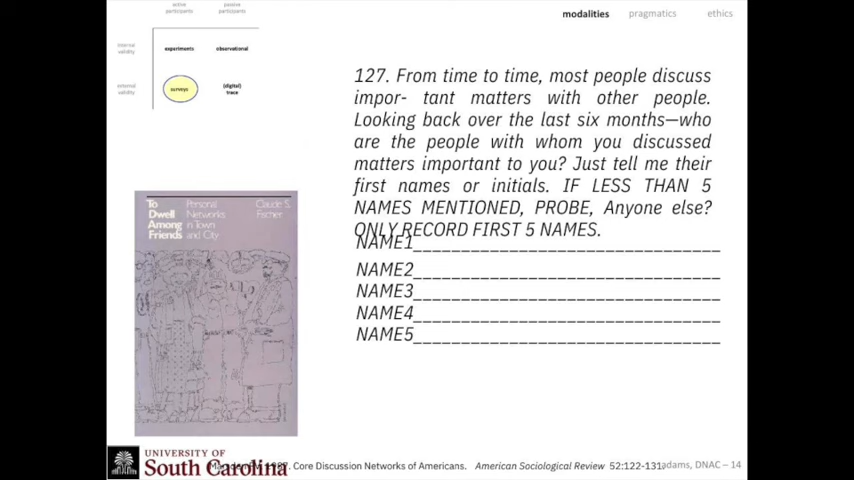 active
participants
passive
participants
modalities pragmatics ethics
internal
validity
experiments observational
external
validity
surveys
(digital)
trace
127. From time to time, most people discuss
impor- tant matters with other people.
Looking back over the last six months—who
are the people with whom you discussed
matters important to you? Just tell me their
first names or initials. IF LESS THAN 5
NAMES MENTIONED, PROBE, Anyone else?
ONLY RECORD FIRST 5 NAMES.
NAME1
NAME2
NAME3
NAME4
NAME5
To
Dwell
Among
Friends
Personal
Networks
in Town
and City
Claude S.
Fischer
UNIVERSITY OF
South Carolina
Core Discussion Networks of Americans. American Sociological Review 52:122-131.
adams, DNAC – 14